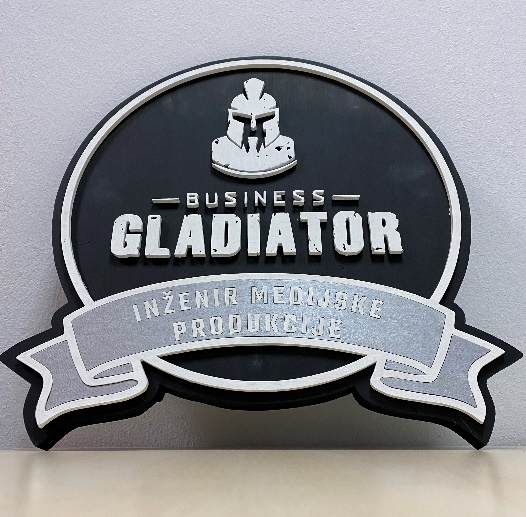 BUSINESS
GLADIATOR
INŽENIR MEDIJSKE
PRODUKCIJE